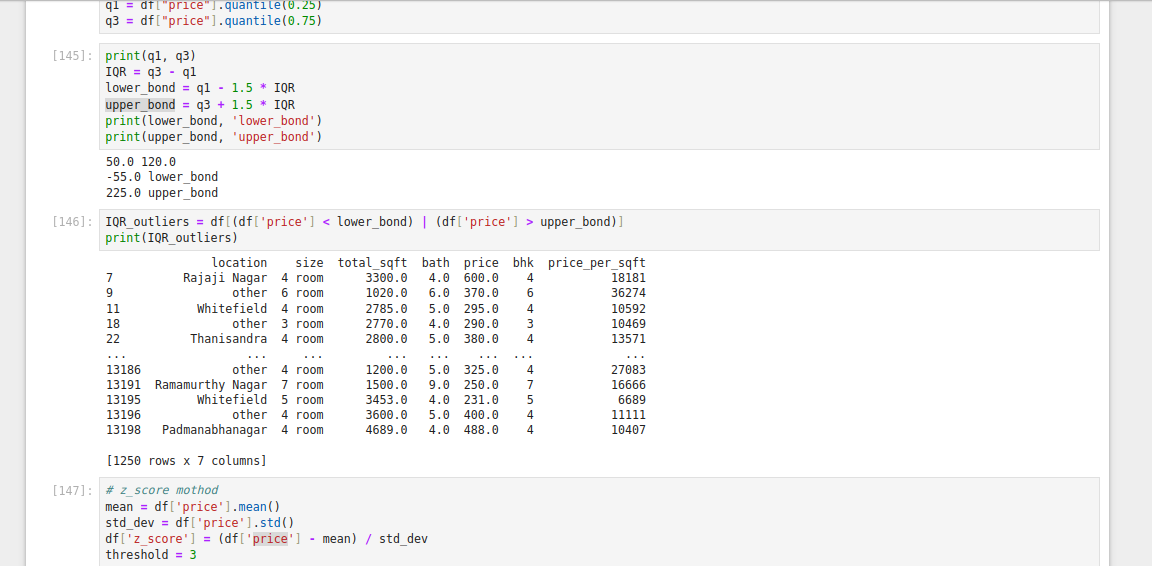 q1 = df["price"].quantile(0.25)
q3 = df["price"].quantile(0.75)
[145]:
print(q1, q3)
IQR = q3 - q1
lower_bond = q1 - 1.5 * IQR
upper_bond = q3 + 1.5 * IQR
print(lower_bond, 'lower_bond')
print(upper_bond, 'upper_bond')
50.0 120.0
-55.0 lower_bond
225.0 upper_bond
[146]:
IQR_outliers = df[(df['price'] < lower_bond) | (df['price'] > upper_bond)]
print(IQR_outliers)
location size total_sqft bath price bhk price_per_sqft
7 Rajaji Nagar 4 room 3300.0 4.0 600.0 4 18181
9 other 6 room 1020.0 6.0 370.0 6 36274
11 Whitefield 4 room 2785.0 5.0 295.0 4 10592
18 other 3 room 2770.0 4.0 290.0 3 10469
22 Thanisandra 4 room 2800.0 5.0 380.0 4 13571
... ... ... ... ... ... ... ...
13186 other 4 room 1200.0 5.0 325.0 4 27083
13191 Ramamurthy Nagar 7 room 1500.0 9.0 250.0 7 16666
13195 Whitefield 5 room 3453.0 4.0 231.0 5 6689
13196 other 4 room 3600.0 5.0 400.0 4 11111
13198 Padmanabhanagar 4 room 4689.0 4.0 488.0 4 10407
[1250 rows x 7 columns]
[147]:
# z_score mothod
mean = df['price'].mean()
std_dev = df['price'].std()
df['z_score'] = (df['price'] - mean) / std_dev
threshold = 3